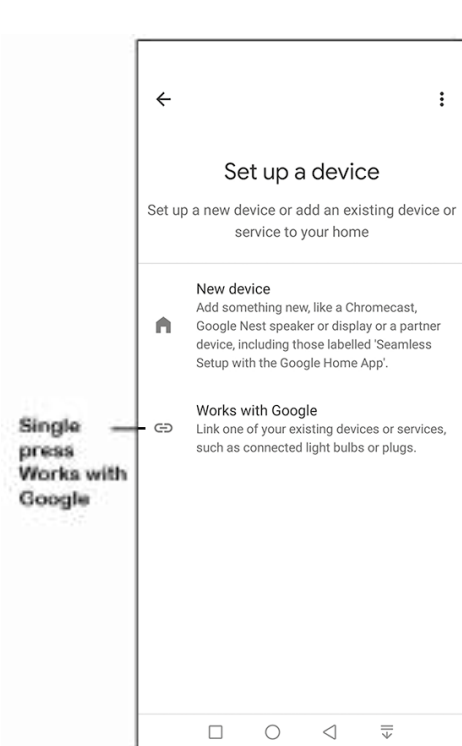 Set up a device
Set up a new device or add an existing device or
service to your home
New device
Add something new, like a Chromecast,
Google Nest speaker or display or a partner
device, including those labelled 'Seamless
Setup with the Google Home App'.
Works with Google
Link one of your existing devices or services,
such as connected light bulbs or plugs.
Single
press
Works with
Google